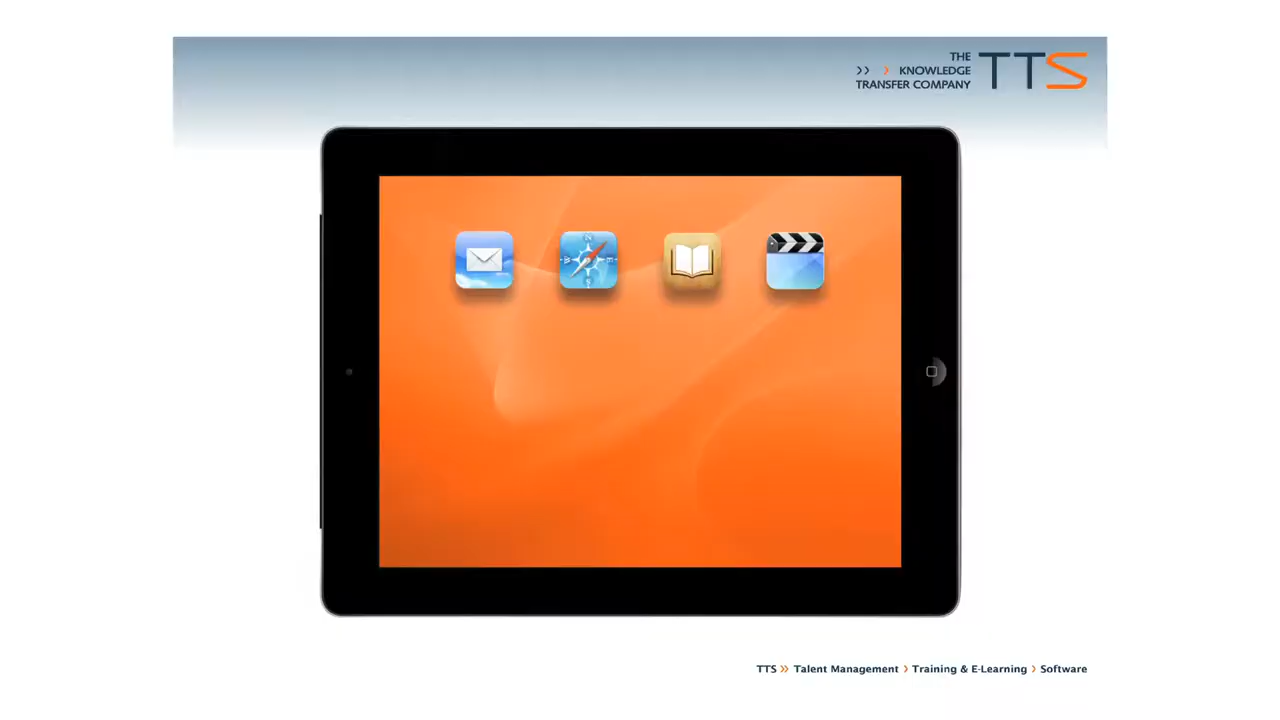 THE
>> > KNOWLEDGE
TRANSFER COMPANY
TTS
N
W E
S
TTS >> Talent Management > Training & E-Learning > Software